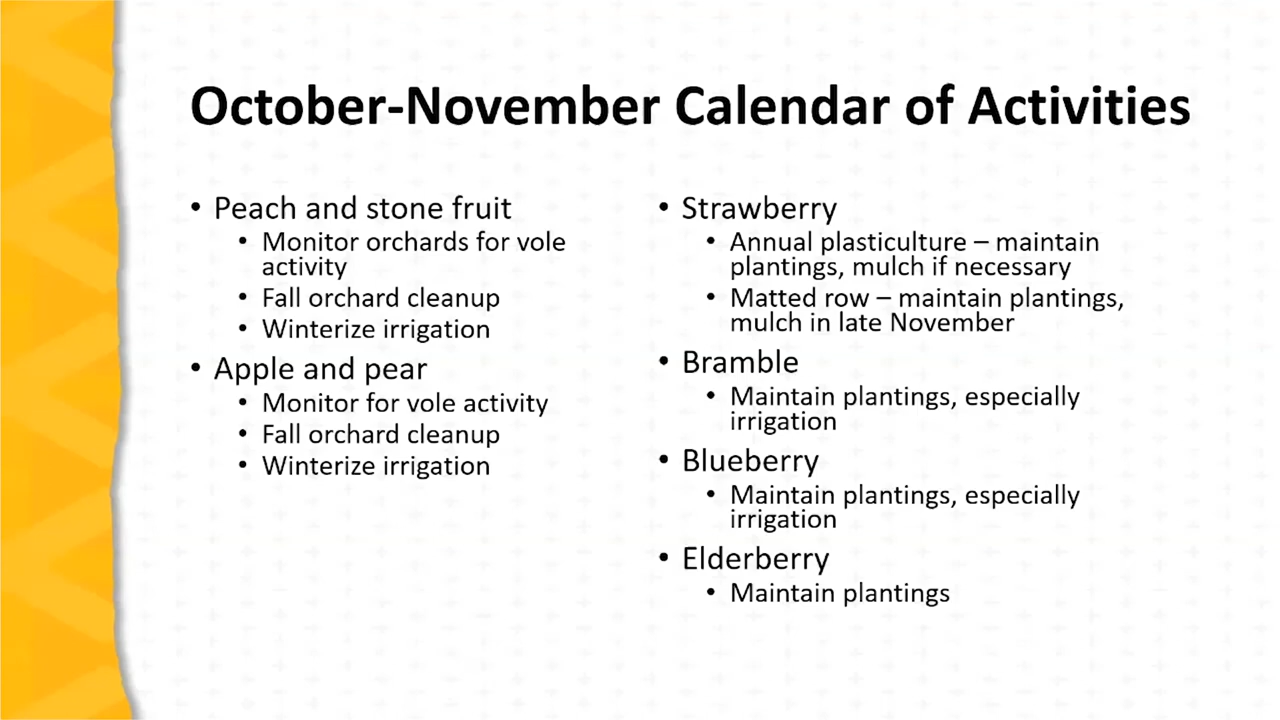 October-November Calendar of Activities
• Peach and stone fruit
• Monitor orchards for vole
activity
• Fall orchard cleanup
• Winterize irrigation
• Apple and pear
• Monitor for vole activity
• Fall orchard cleanup
• Winterize irrigation
• Strawberry
• Annual plasticulture – maintain
plantings, mulch if necessary
• Matted row – maintain plantings,
mulch in late November
• Bramble
• Maintain plantings, especially
irrigation
• Blueberry
• Maintain plantings, especially
irrigation
• Elderberry
• Maintain plantings